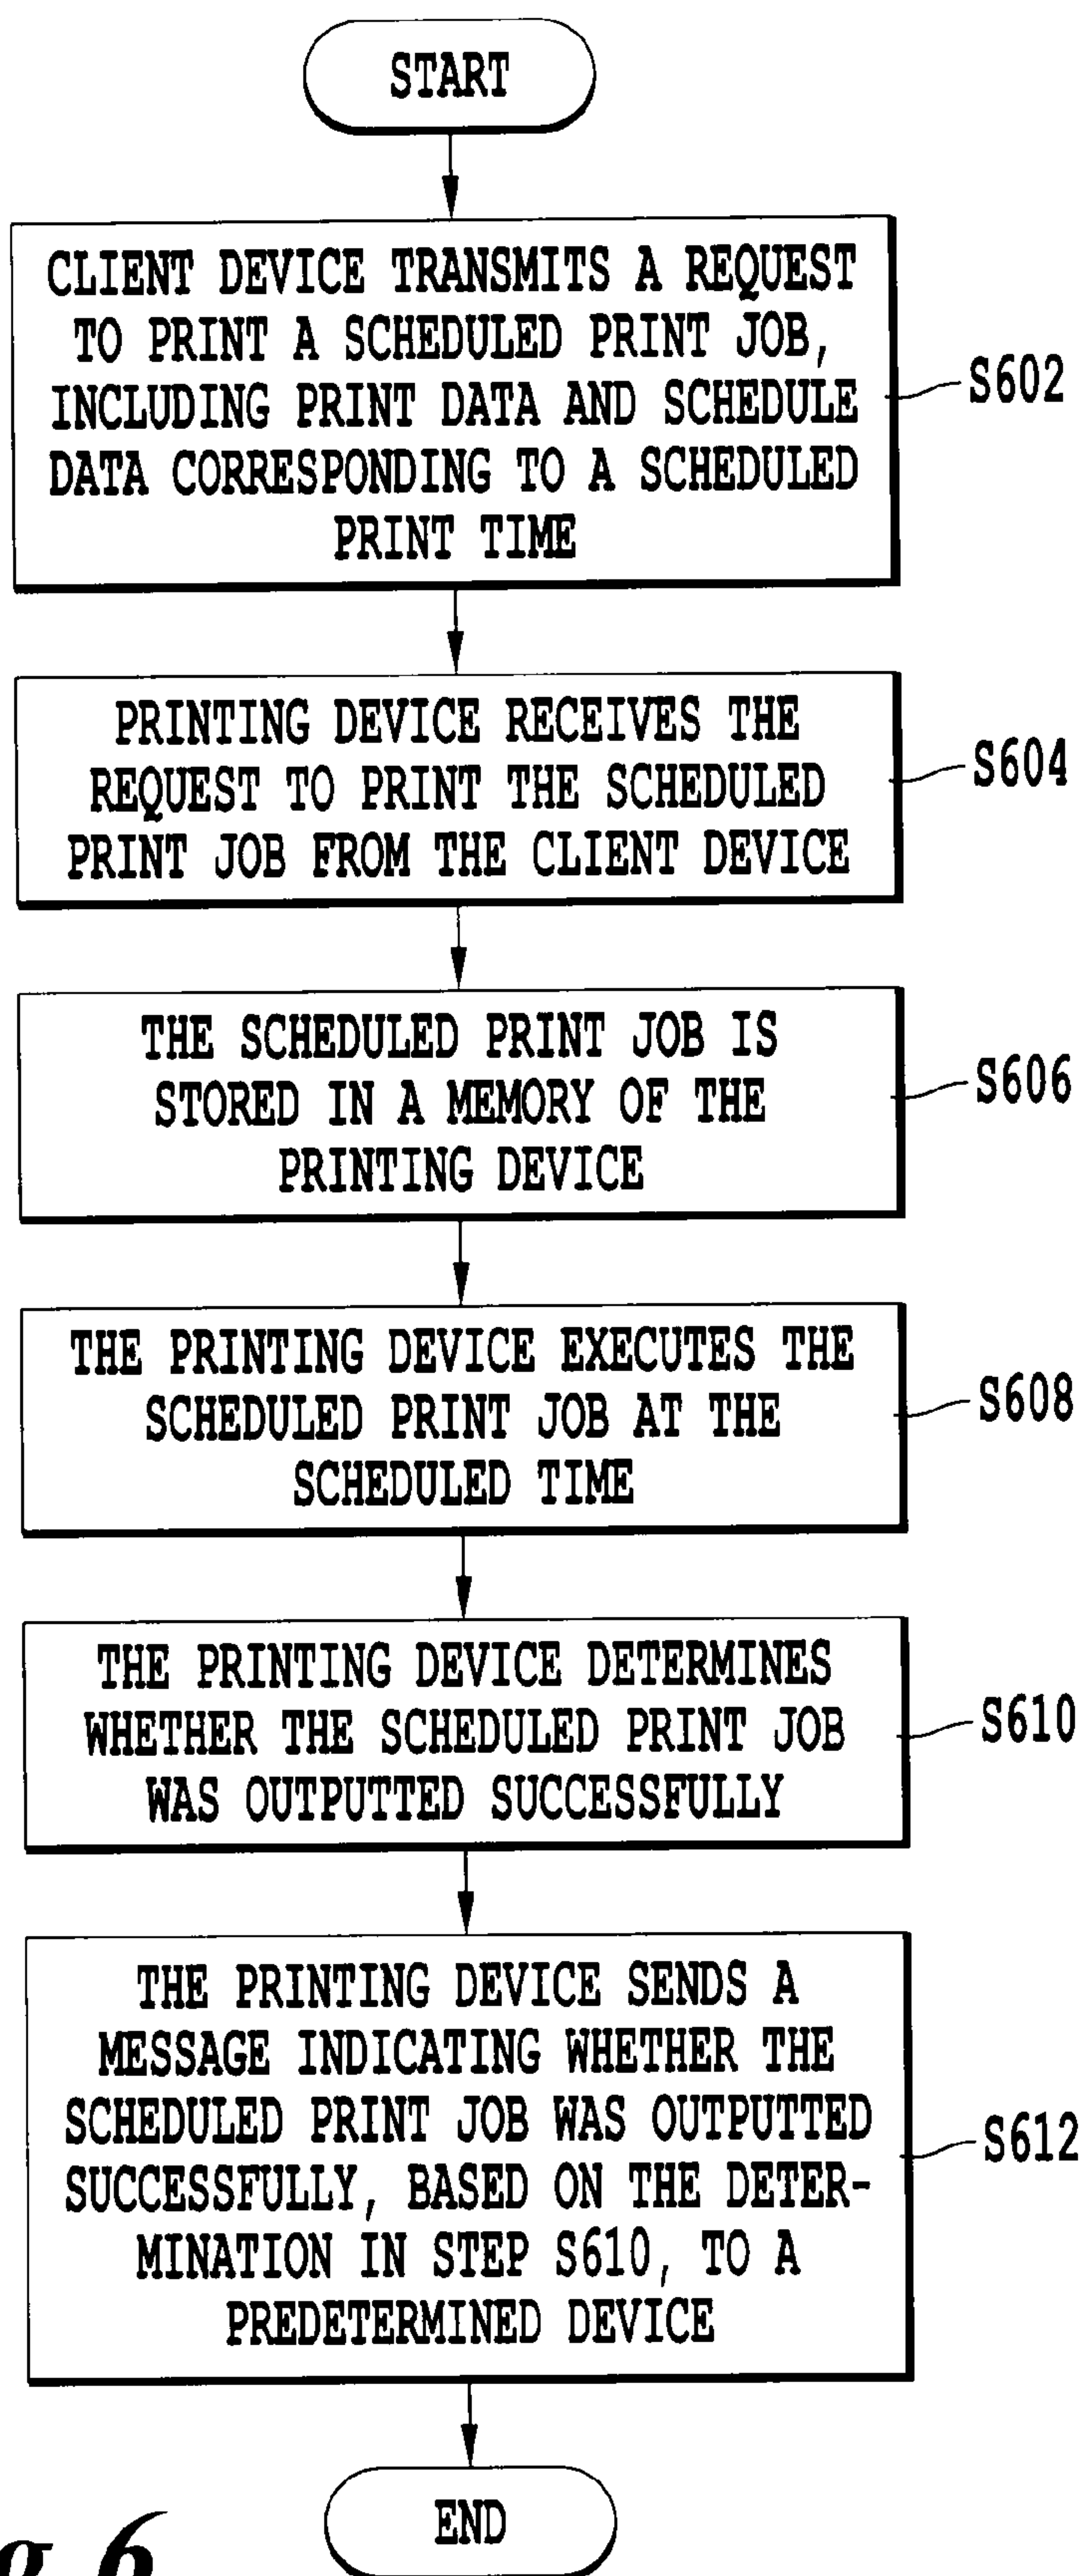 START
CLIENT DEVICE TRANSMITS A REQUEST
TO PRINT A SCHEDULED PRINT JOB,
INCLUDING PRINT DATA AND SCHEDULE
DATA CORRESPONDING TO A SCHEDULED
PRINT TIME
S602
PRINTING DEVICE RECEIVES THE
REQUEST TO PRINT THE SCHEDULED
PRINT JOB FROM THE CLIENT DEVICE
S604
THE SCHEDULED PRINT JOB IS
STORED IN A MEMORY OF THE
PRINTING DEVICE
S606
THE PRINTING DEVICE EXECUTES THE
SCHEDULED PRINT JOB AT THE
SCHEDULED TIME
S608
THE PRINTING DEVICE DETERMINES
WHETHER THE SCHEDULED PRINT JOB
WAS OUTPUTTED SUCCESSFULLY
S610
THE PRINTING DEVICE SENDS A
MESSAGE INDICATING WHETHER THE
SCHEDULED PRINT JOB WAS OUTPUTTED
SUCCESSFULLY, BASED ON THE DETER-
MINATION IN STEP S610, TO A
PREDETERMINED DEVICE
S612
END
6